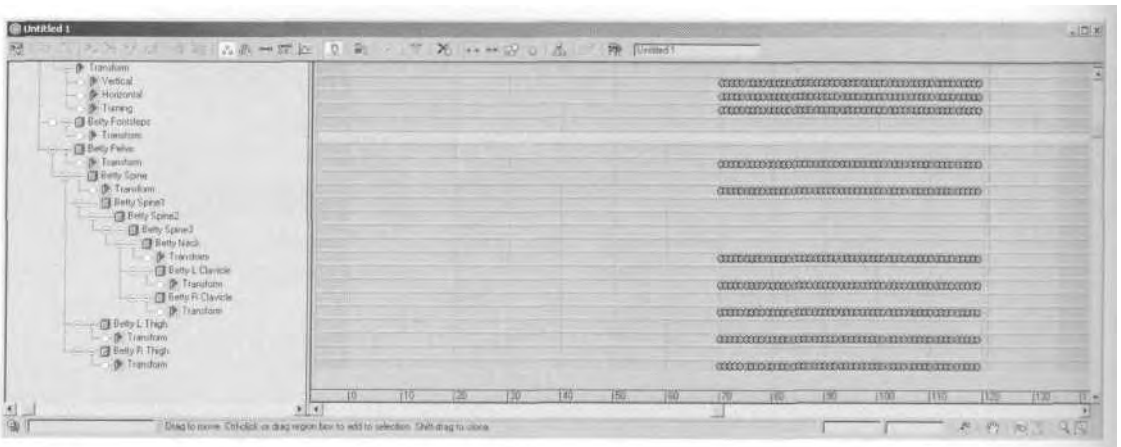 Untitled 1
Untitled 1
Transform
Vertical
Horizontal
Turning
Betty Footsteps
Transform
Betty Pelvis
Transform
Betty Spine
Transform
Betty Spine1
Betty Spine2
Betty Spine3
Betty Neck
Transform
Betty L Clavicle
Transform
Betty R Clavicle
Transform
Betty L Thigh
Transform
Betty R Thigh
Transform
0 10 20 30 40 50 60 70 80 90 100 110 120 130
Drag to move. Ctrl+click or drag region box to add to selection. Shift-drag to clone.